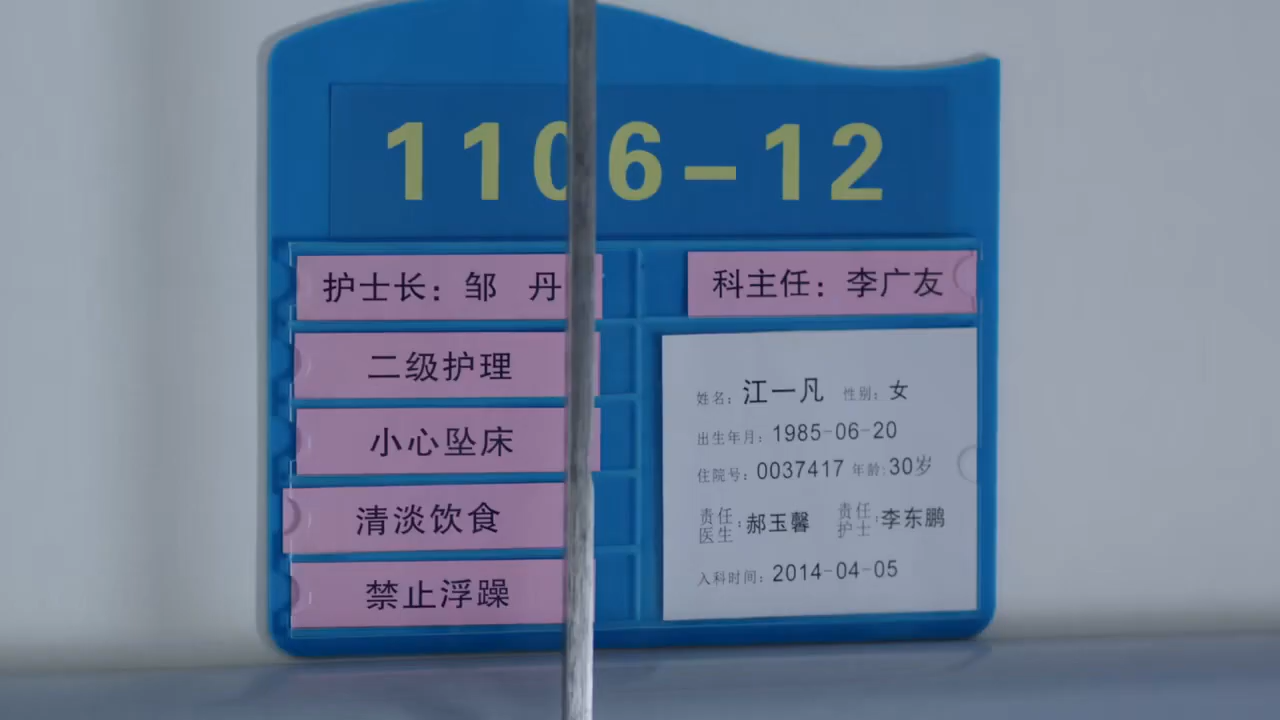 1106-12
护士长：邹 丹
科主任：李广友
二级护理
小心坠床
清淡饮食
禁止浮躁
姓名：江一凡 性别：女
出生年月：1985-06-20
住院号：0037417 年龄：30岁
责任医生：郝玉馨 责任护士：李东鹏
入科时间：2014-04-05